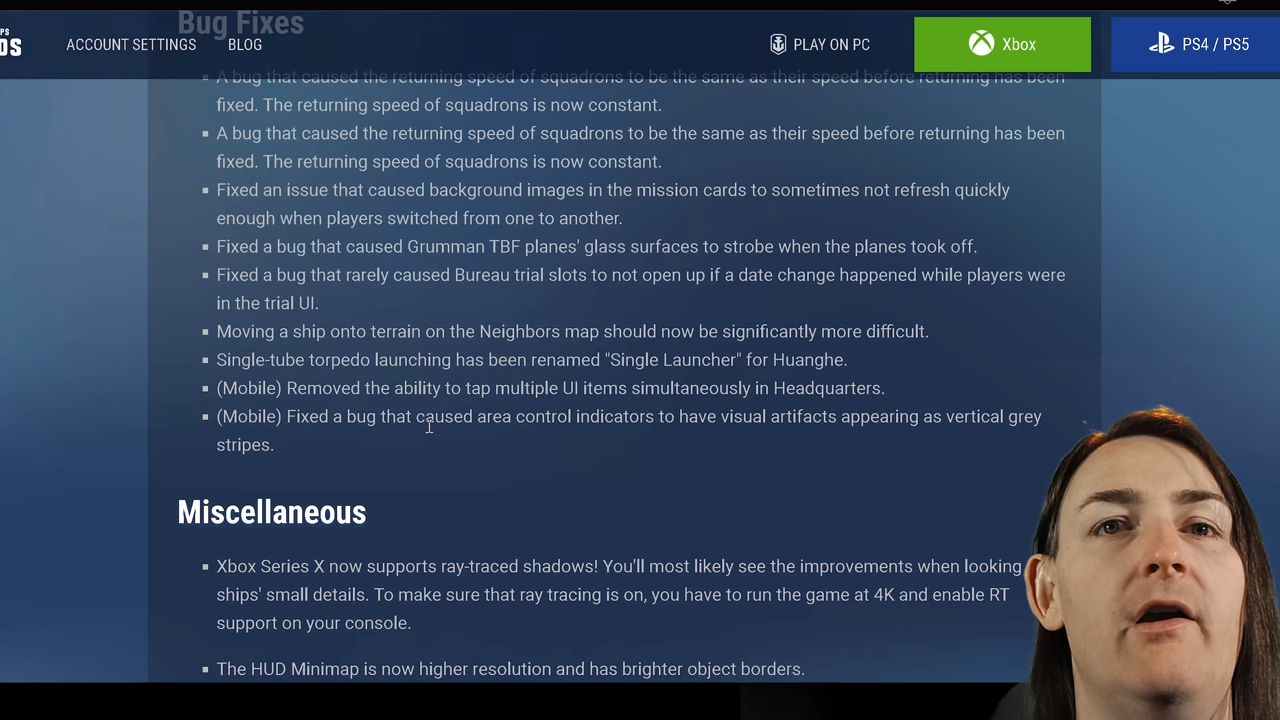 Bug Fixes
PS
OS
ACCOUNT SETTINGS BLOG PLAY ON PC Xbox PS4 / PS5
A bug that caused the returning speed of squadrons to be the same as their speed before returning has been
fixed. The returning speed of squadrons is now constant.
A bug that caused the returning speed of squadrons to be the same as their speed before returning has been
fixed. The returning speed of squadrons is now constant.
Fixed an issue that caused background images in the mission cards to sometimes not refresh quickly
enough when players switched from one to another.
Fixed a bug that caused Grumman TBF planes' glass surfaces to strobe when the planes took off.
Fixed a bug that rarely caused Bureau trial slots to not open up if a date change happened while players were
in the trial UI.
Moving a ship onto terrain on the Neighbors map should now be significantly more difficult.
Single-tube torpedo launching has been renamed "Single Launcher" for Huanghe.
(Mobile) Removed the ability to tap multiple UI items simultaneously in Headquarters.
(Mobile) Fixed a bug that caused area control indicators to have visual artifacts appearing as vertical grey
stripes.
Miscellaneous
Xbox Series X now supports ray-traced shadows! You'll most likely see the improvements when looking
ships' small details. To make sure that ray tracing is on, you have to run the game at 4K and enable RT
support on your console.
The HUD Minimap is now higher resolution and has brighter object borders.